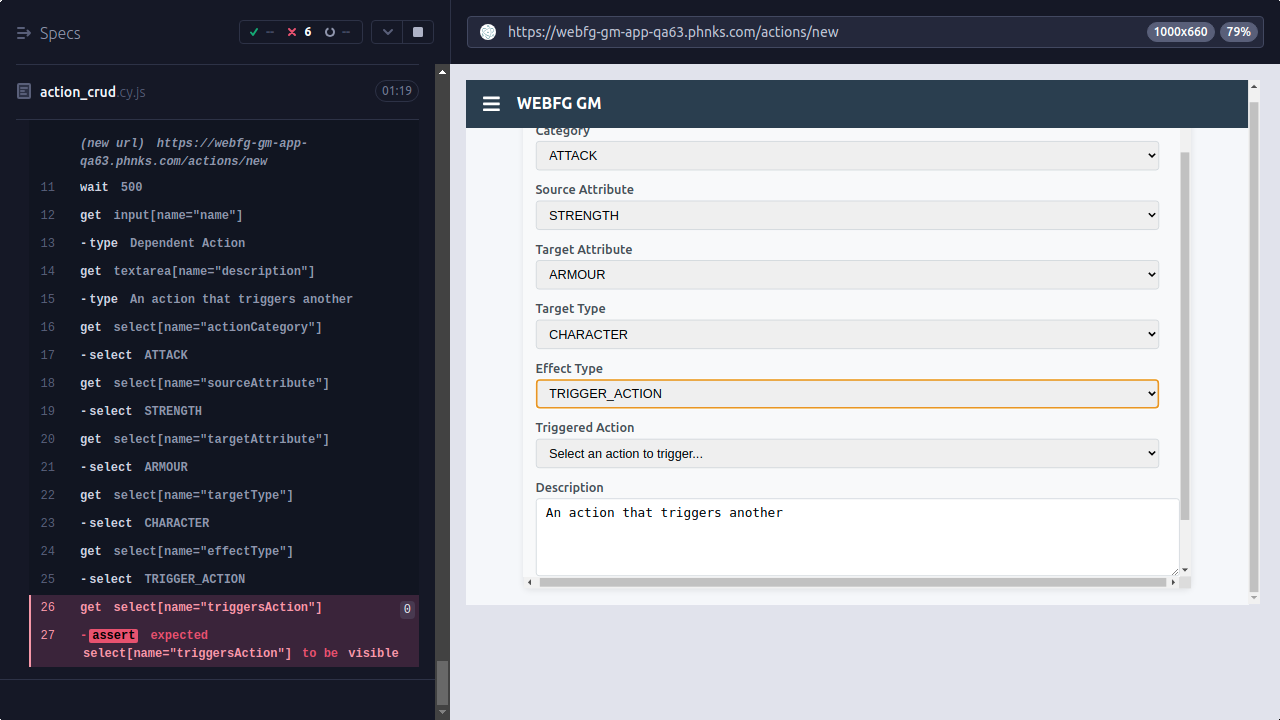 Specs
-- 6 --
https://webfg-gm-app-qa63.phnks.com/actions/new
1000x660
79%
action_crud.cy.js
01:19
(new url) https://webfg-gm-app-
qa63.phnks.com/actions/new
11 wait 500
12 get input[name="name"]
13 -type Dependent Action
14 get textarea[name="description"]
15 -type An action that triggers another
16 get select[name="actionCategory"]
17 -select ATTACK
18 get select[name="sourceAttribute"]
19 -select STRENGTH
20 get select[name="targetAttribute"]
21 -select ARMOUR
22 get select[name="targetType"]
23 -select CHARACTER
24 get select[name="effectType"]
25 -select TRIGGER_ACTION
26 get select[name="triggersAction"] 0
27 -assert expected
select[name="triggersAction"] to be visible
WEBFG GM
Category
ATTACK
Source Attribute
STRENGTH
Target Attribute
ARMOUR
Target Type
CHARACTER
Effect Type
TRIGGER_ACTION
Triggered Action
Select an action to trigger...
Description
An action that triggers another